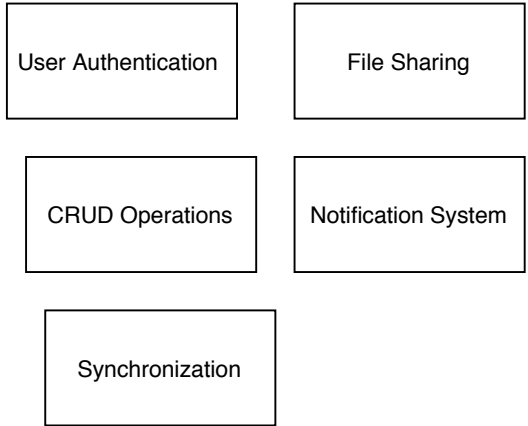 User Authentication
File Sharing
CRUD Operations
Notification System
Synchronization